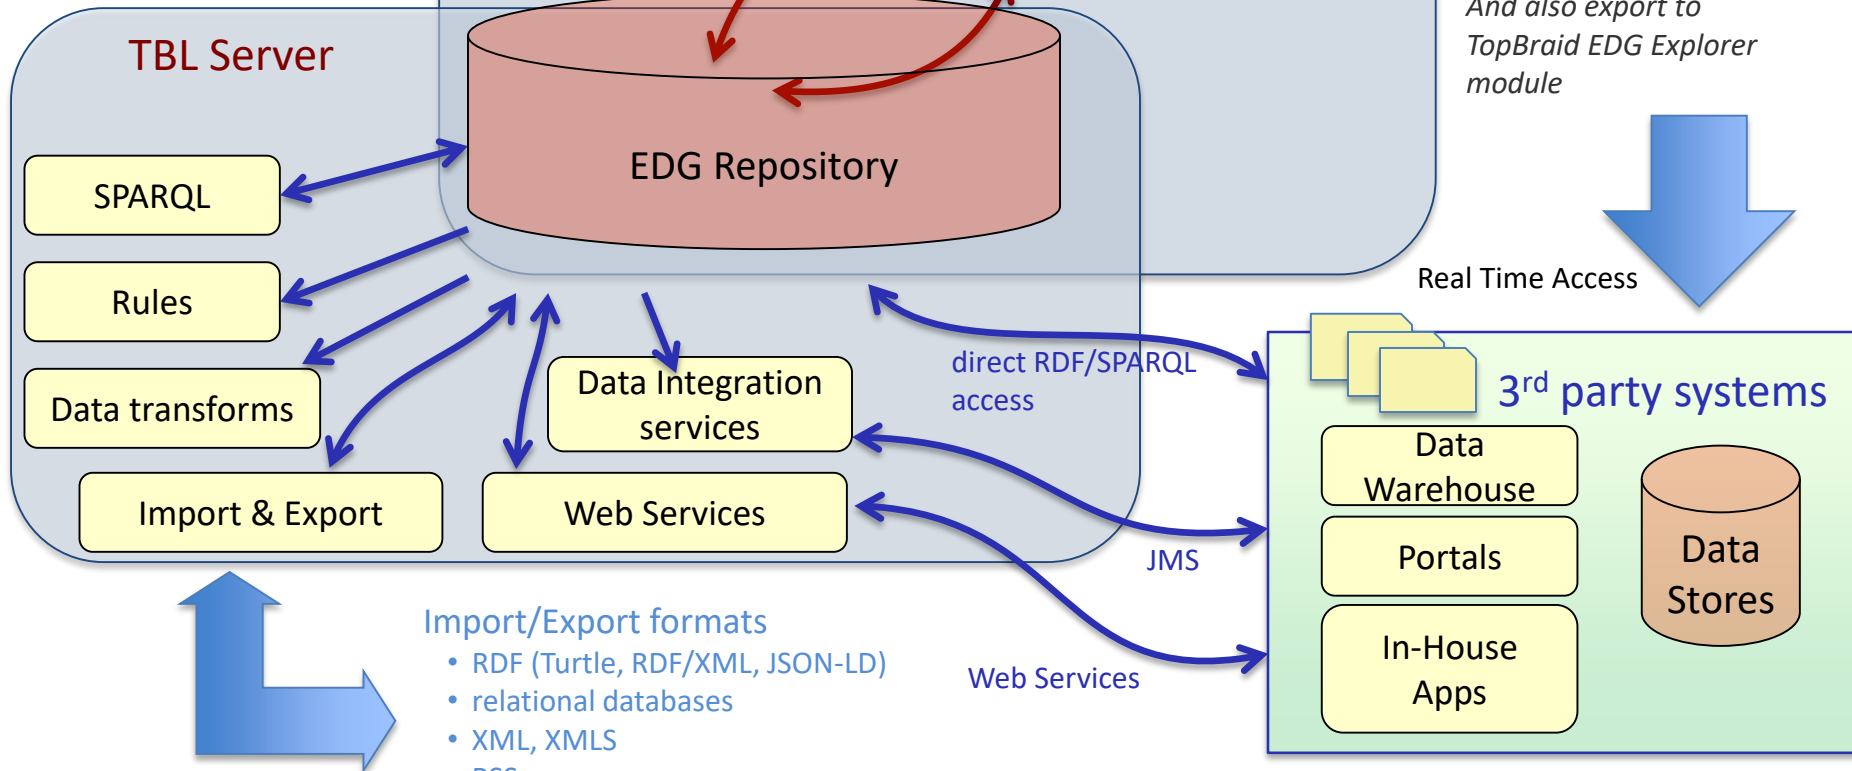 And also export to
TopBraid EDG Explorer
module
TBL Server
EDG Repository
SPARQL
Rules
Data transforms
Import & Export
Web Services
Data Integration
services
direct RDF/SPARQL
access
JMS
Web Services
Real Time Access
3rd party systems
Data
Warehouse
Portals
In-House
Apps
Data
Stores
Import/Export formats
• RDF (Turtle, RDF/XML, JSON-LD)
• relational databases
• XML, XMLS